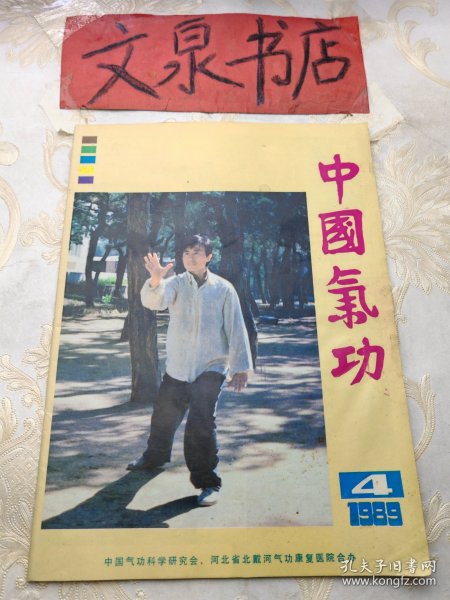 文泉书店
中國氣功
4
1989
中国气功科学研究会、河北省北戴河气功康复医院合办
孔夫子旧书网
www.kongfz.com